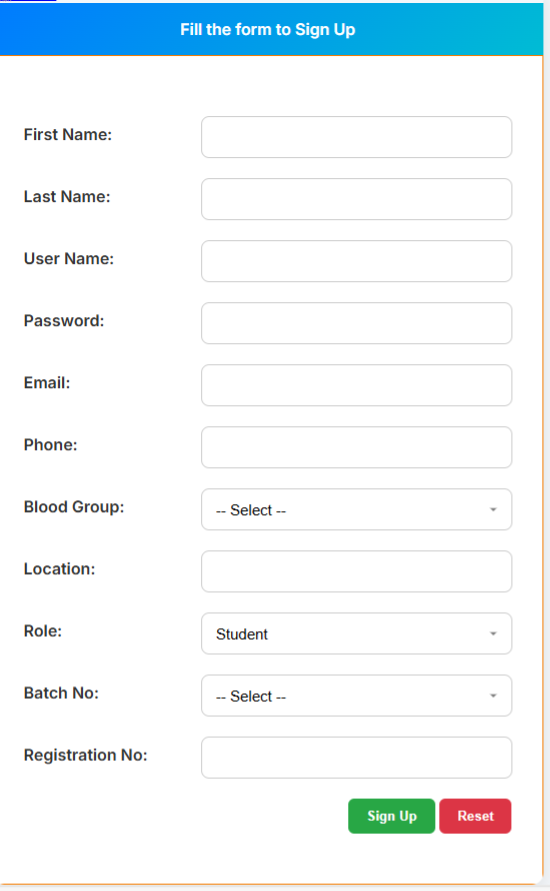 Fill the form to Sign Up
First Name:
Last Name:
User Name:
Password:
Email:
Phone:
Blood Group: -- Select --
Location:
Role: Student
Batch No: -- Select --
Registration No:
Sign Up Reset